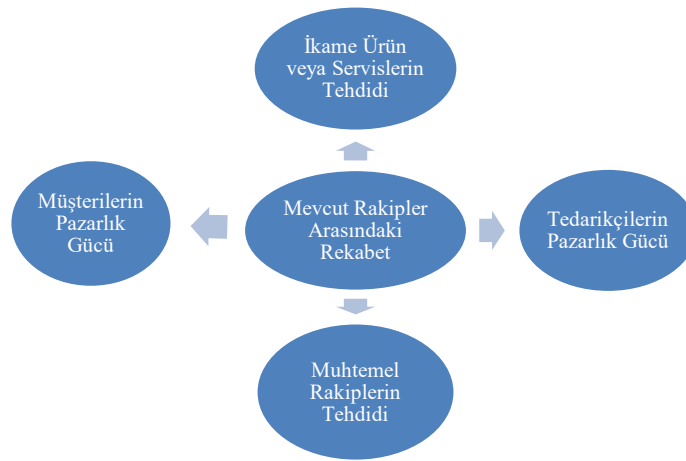 İkame Ürün
veya Servislerin
Tehdidi
Müşterilerin
Pazarlık
Gücü
Mevcut Rakipler
Arasındaki
Rekabet
Tedarikçilerin
Pazarlık Gücü
Muhtemel
Rakiplerin
Tehdidi